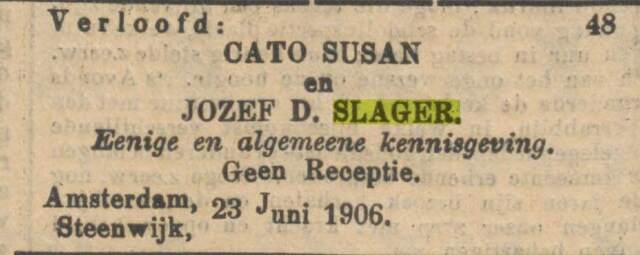 Verloofd: 48
CATO SUSAN
en
JOZEF D. SLAGER.
Eenige en algemeene kennisgeving.
Geen Receptie.
Amsterdam,
Steenwijk, 23 Juni 1906.